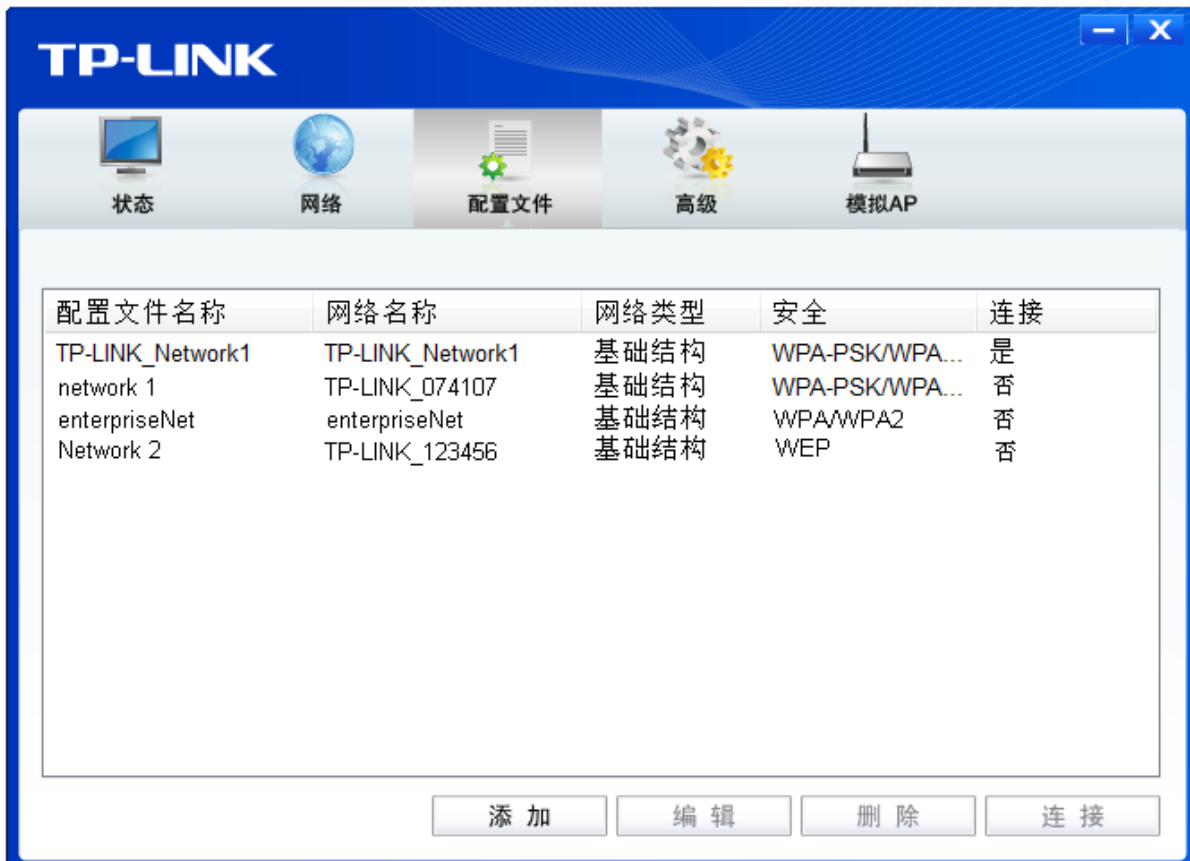 TP-LINK
状态 网络 配置文件 高级 模拟AP
配置文件名称 网络名称 网络类型 安全 连接
TP-LINK_Network1 TP-LINK_Network1 基础结构 WPA-PSK/WPA... 是
network 1 TP-LINK_074107 基础结构 WPA-PSK/WPA... 否
enterpriseNet enterpriseNet 基础结构 WPA/WPA2 否
Network 2 TP-LINK_123456 基础结构 WEP 否
添加 编辑 删除 连接